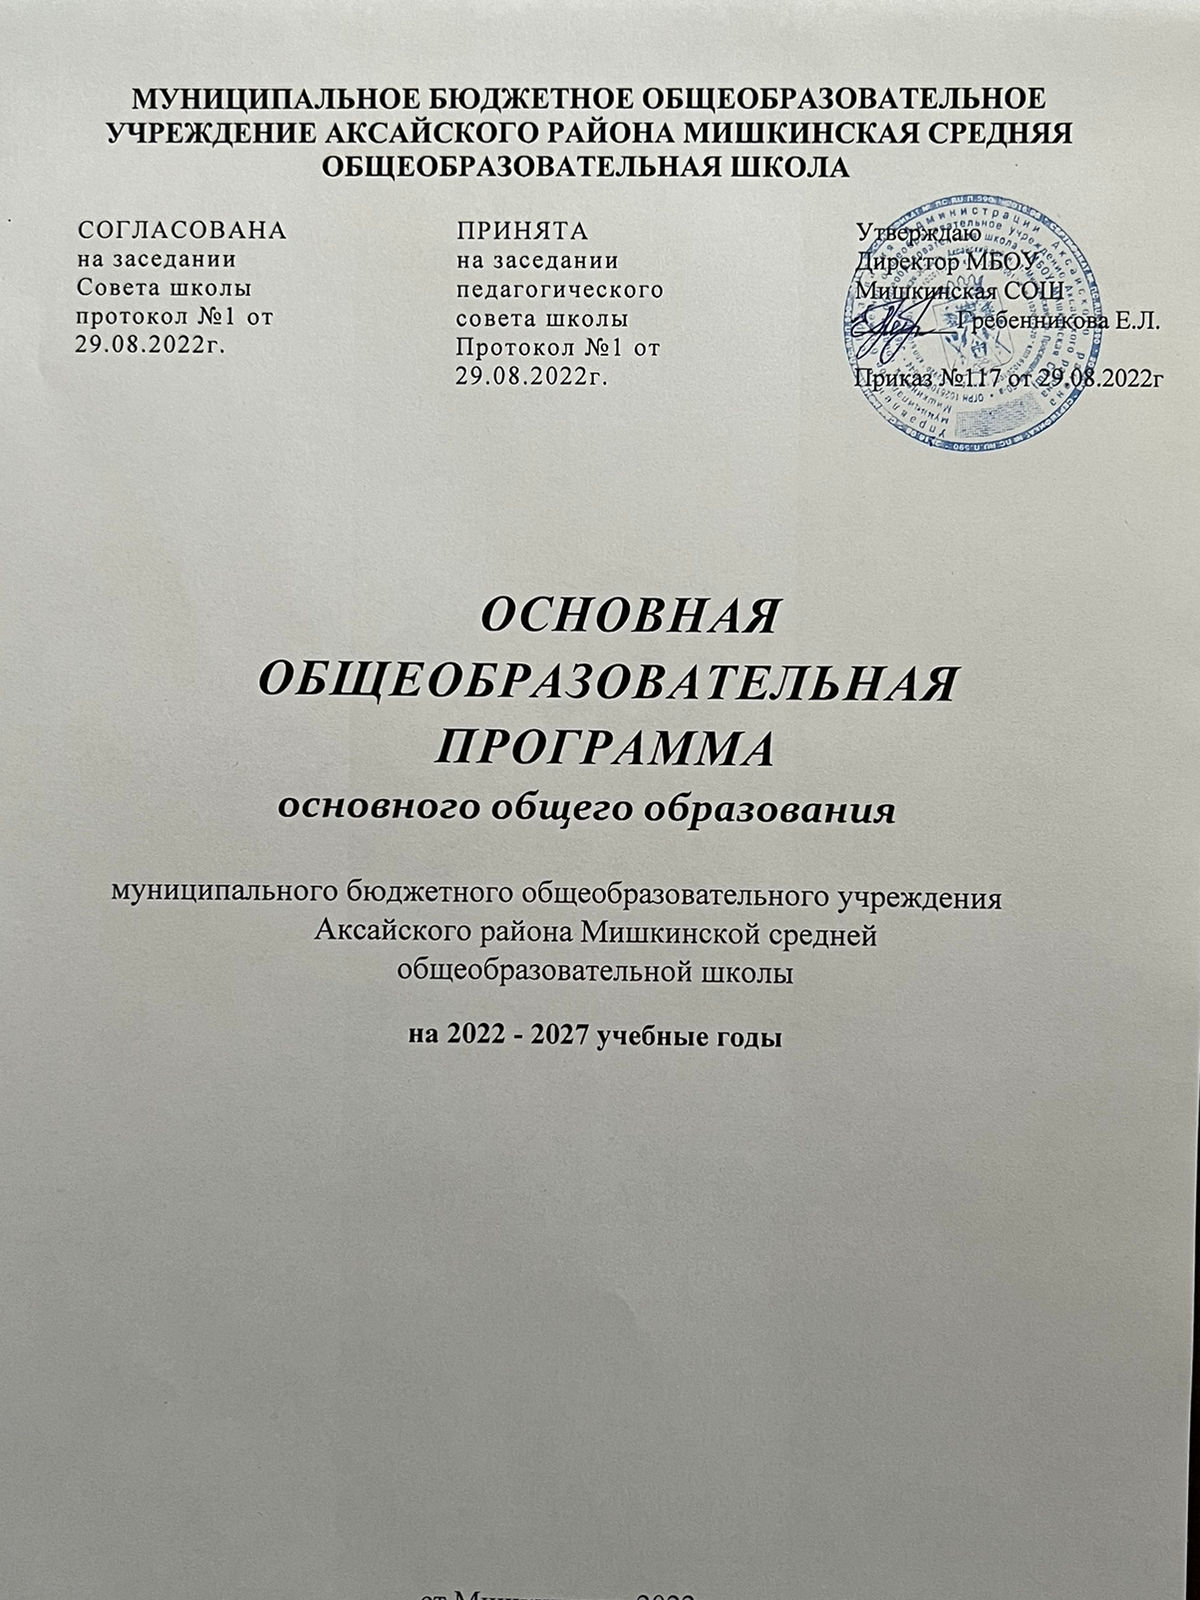 МУНИЦИПАЛЬНОЕ БЮДЖЕТНОЕ ОБЩЕОБРАЗОВАТЕЛЬНОЕ
УЧРЕЖДЕНИЕ АКСАЙСКОГО РАЙОНА МИШКИНСКАЯ СРЕДНЯЯ
ОБЩЕОБРАЗОВАТЕЛЬНАЯ ШКОЛА
СОГЛАСОВАНА
на заседании
Совета школы
протокол №1 от
29.08.2022г.
ПРИНЯТА
на заседании
педагогического
совета школы
Протокол №1 от
29.08.2022г.
Утверждаю
Директор МБОУ
Мишкинская СОШ
Гребенникова Е.Л.
Приказ №117 от 29.08.2022г
ОСНОВНАЯ
ОБЩЕОБРАЗОВАТЕЛЬНАЯ
ПРОГРАММА
основного общего образования
муниципального бюджетного общеобразовательного учреждения
Аксайского района Мишкинской средней
общеобразовательной школы
на 2022 - 2027 учебные годы